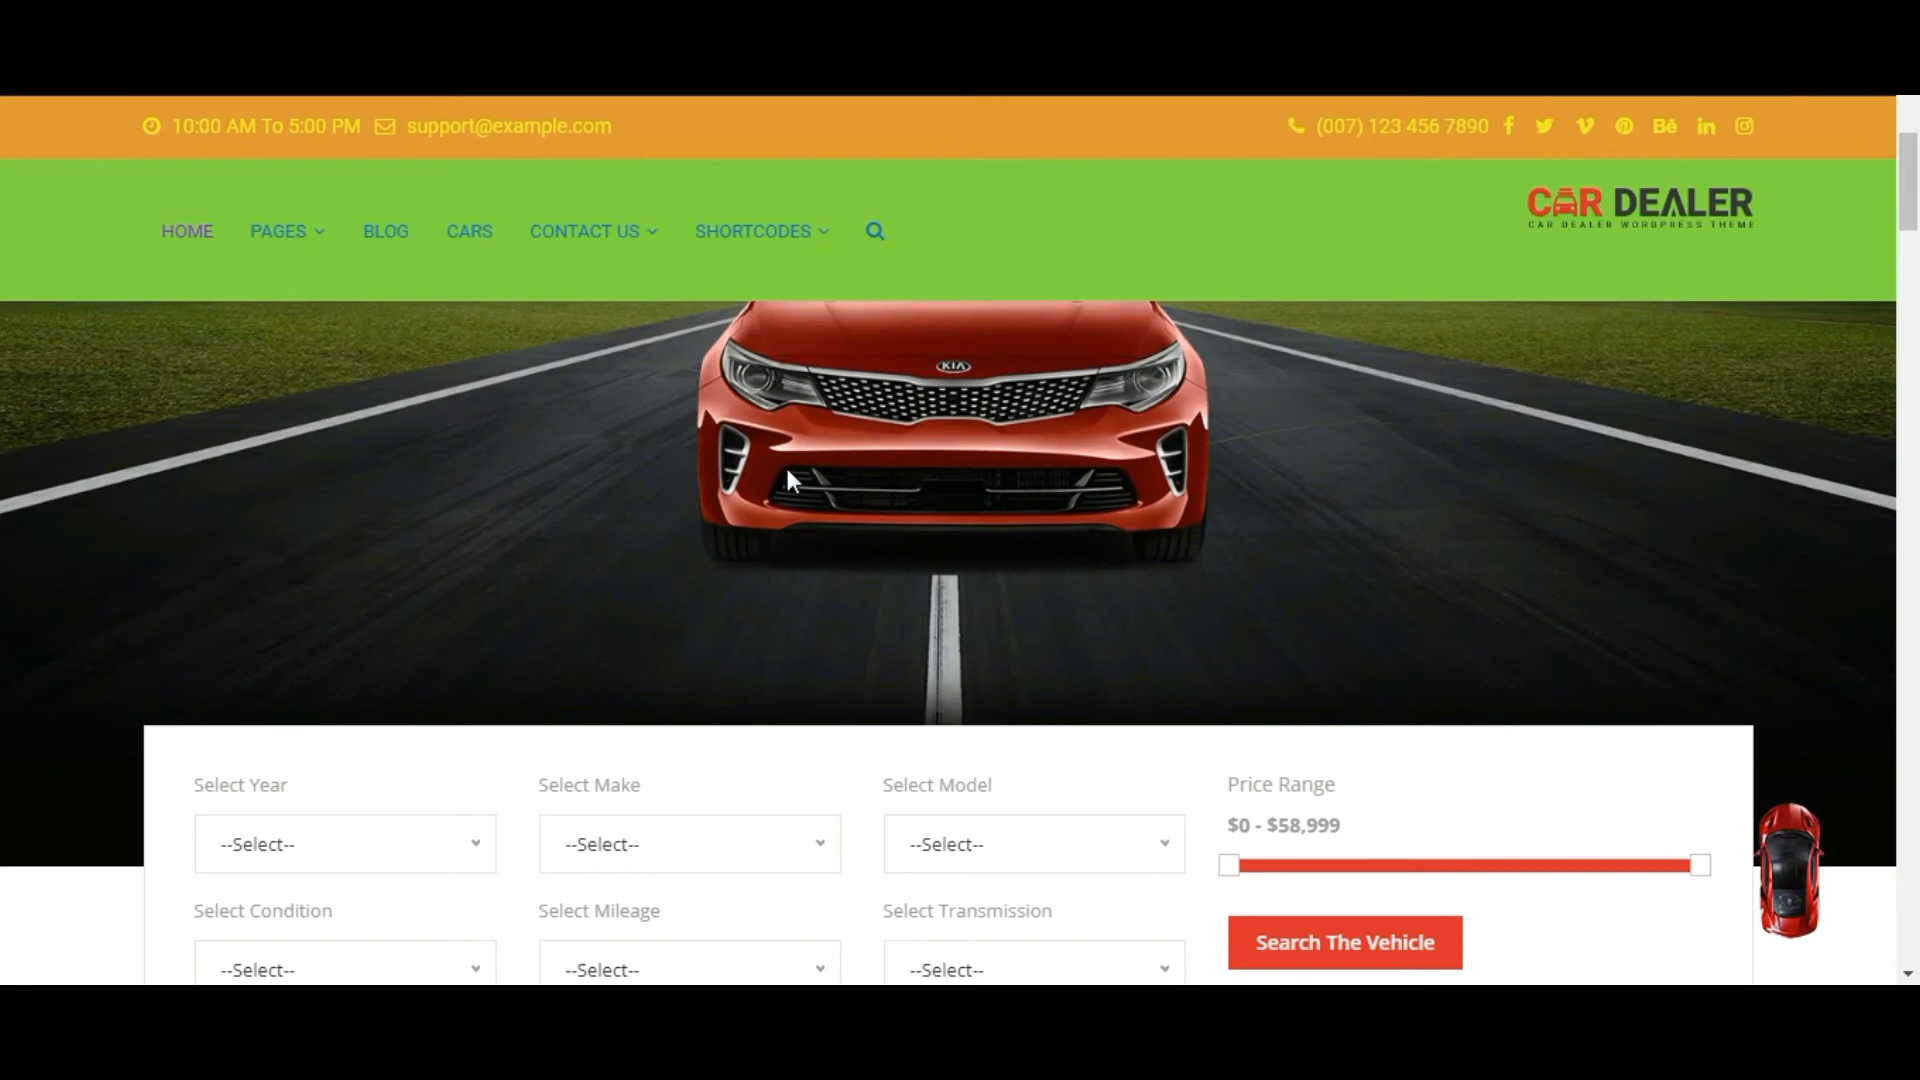 10:00 AM To 5:00 PM support@example.com (007) 123 456 7890 Bē in
CAR DEALER
CAR DEALER WORDPRESS THEME
HOME PAGES BLOG CARS CONTACT US SHORTCODES
KIA
Select Year Select Make Select Model Price Range
$0 - $58,999
--Select-- --Select-- --Select--
Select Condition Select Mileage Select Transmission
Search The Vehicle
--Select-- --Select-- --Select--